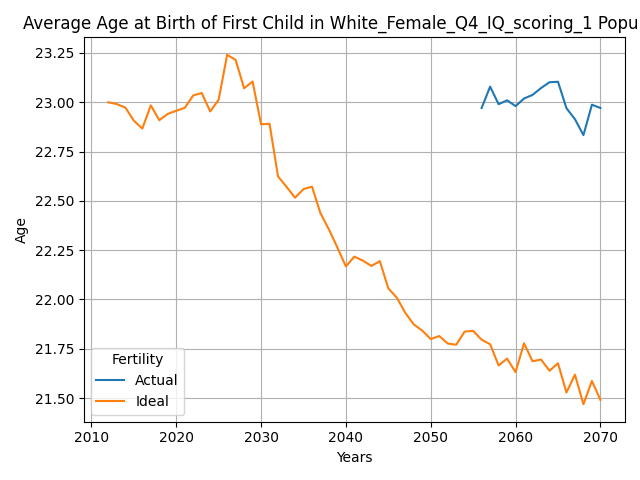 Average Age at Birth of First Child in White_Female_Q4_IQ_scoring_1 Popu
23.25
23.00
22.75
22.50
22.25
22.00
21.75
21.50
Age
Fertility
Actual
Ideal
2010 2020 2030 2040 2050 2060 2070
Years